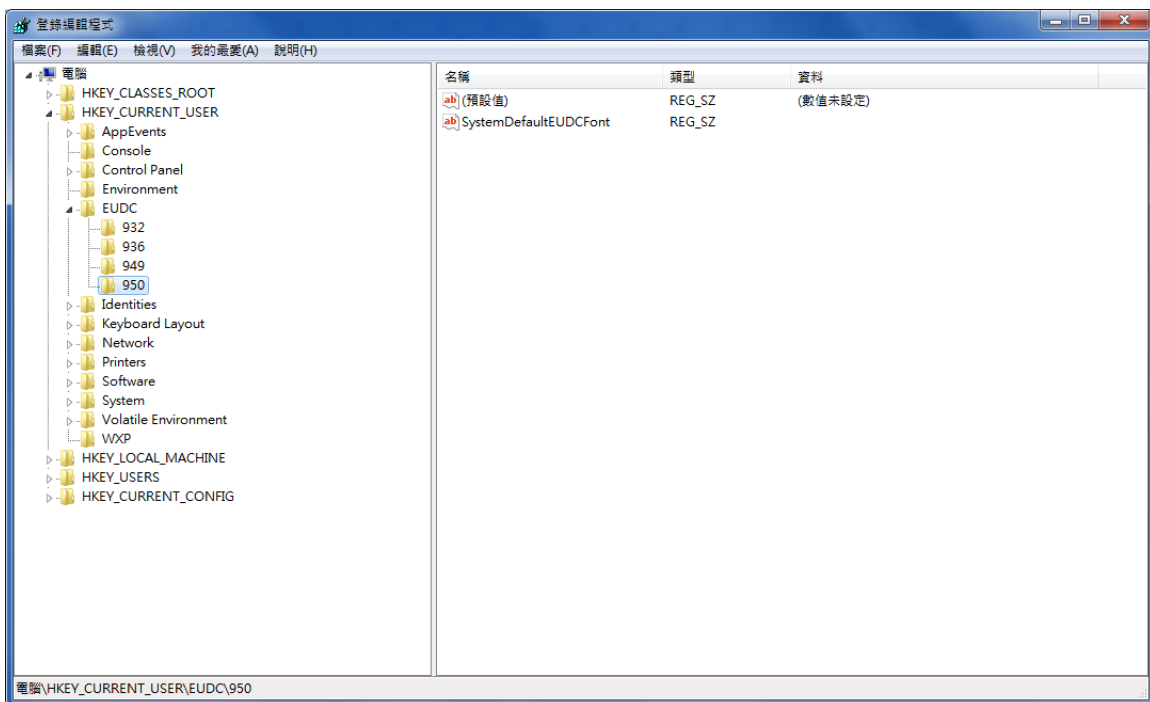 登錄編輯程式
檔案(F) 編輯(E) 檢視(V) 我的最愛(A) 說明(H)
電腦
HKEY_CLASSES_ROOT
HKEY_CURRENT_USER
AppEvents
Console
Control Panel
Environment
EUDC
932
936
949
950
Identities
Keyboard Layout
Network
Printers
Software
System
Volatile Environment
WXP
HKEY_LOCAL_MACHINE
HKEY_USERS
HKEY_CURRENT_CONFIG
名稱 類型 資料
ab (預設值) REG_SZ (數值未設定)
ab SystemDefaultEUDCFont REG_SZ
電腦\HKEY_CURRENT_USER\EUDC\950